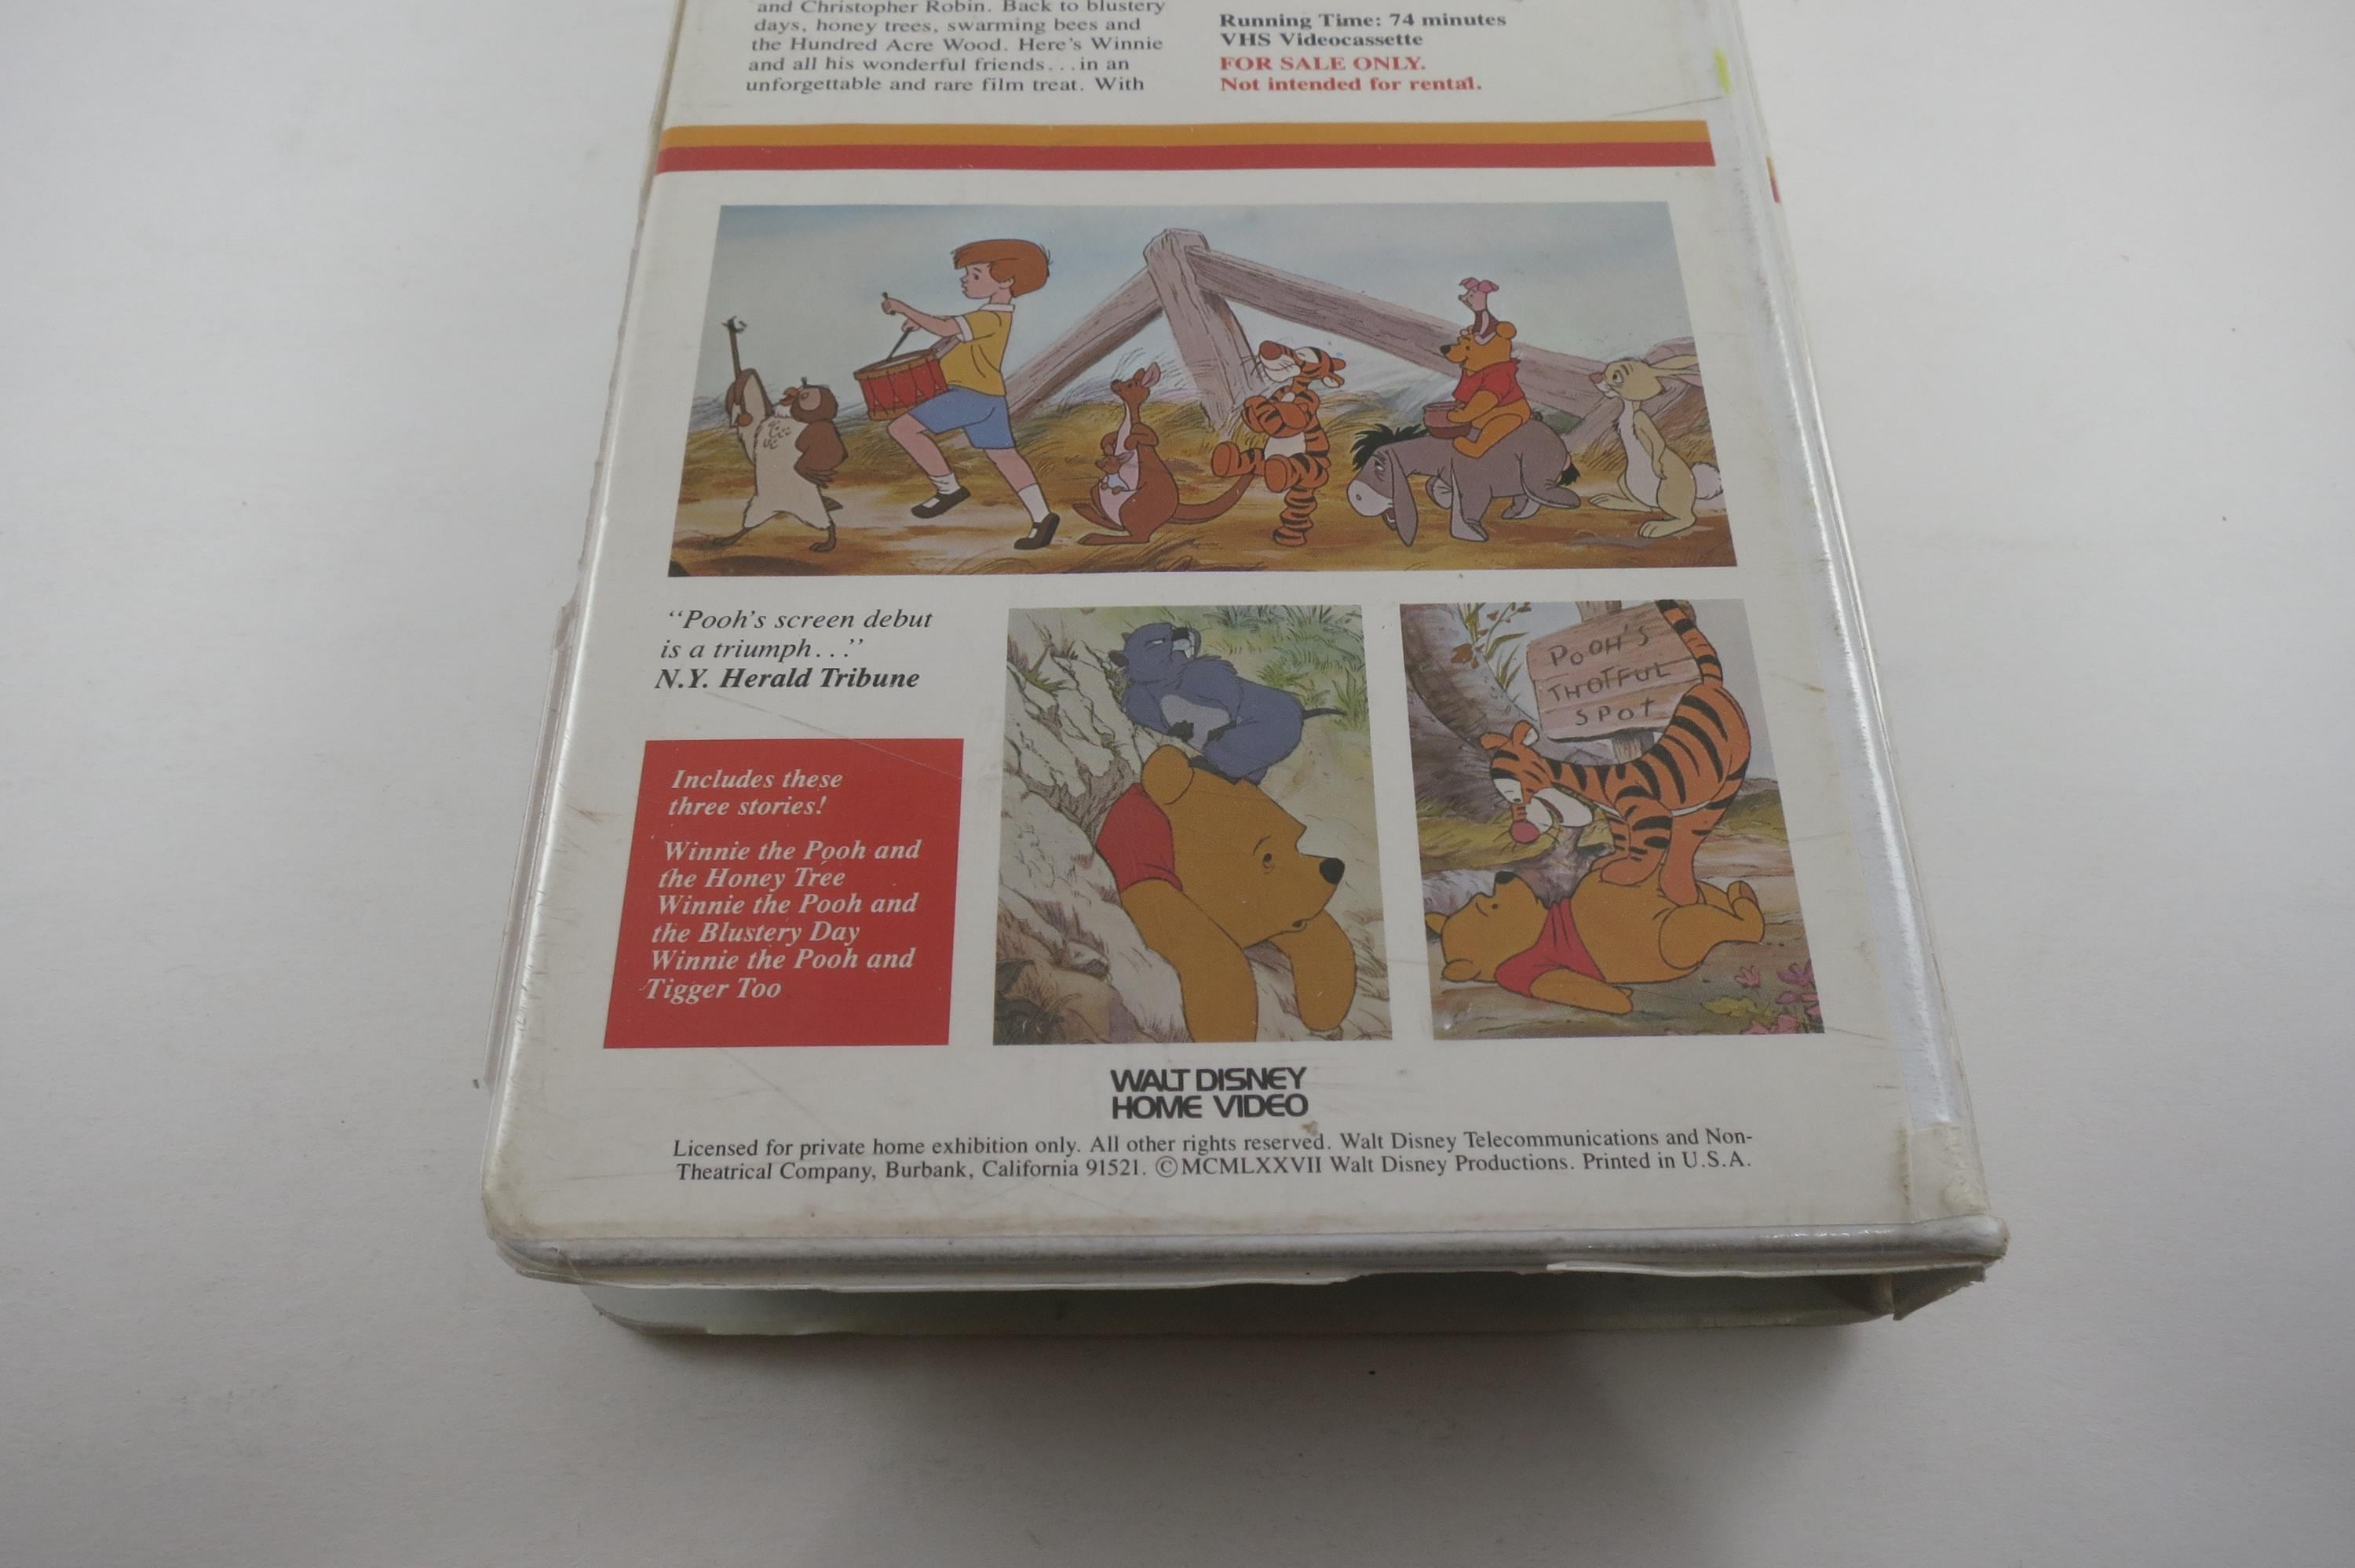 and Christopher Robin. Back to blustery
days, honey trees, swarming bees and
the Hundred Acre Wood. Here's Winnie
and all his wonderful friends...in an
unforgettable and rare film treat. With
Running Time: 74 minutes
VHS Videocassette
FOR SALE ONLY.
Not intended for rental.
"Pooh's screen debut
is a triumph..."
N.Y. Herald Tribune
POOH'S
THOTFUL
SPOT
Includes these
three stories!
Winnie the Pooh and
the Honey Tree
Winnie the Pooh and
the Blustery Day
Winnie the Pooh and
Tigger Too
WALT DISNEY
HOME VIDEO
Licensed for private home exhibition only. All other rights reserved. Walt Disney Telecommunications and Non-
Theatrical Company, Burbank, California 91521. ©MCMLXXVII Walt Disney Productions. Printed in U.S.A.